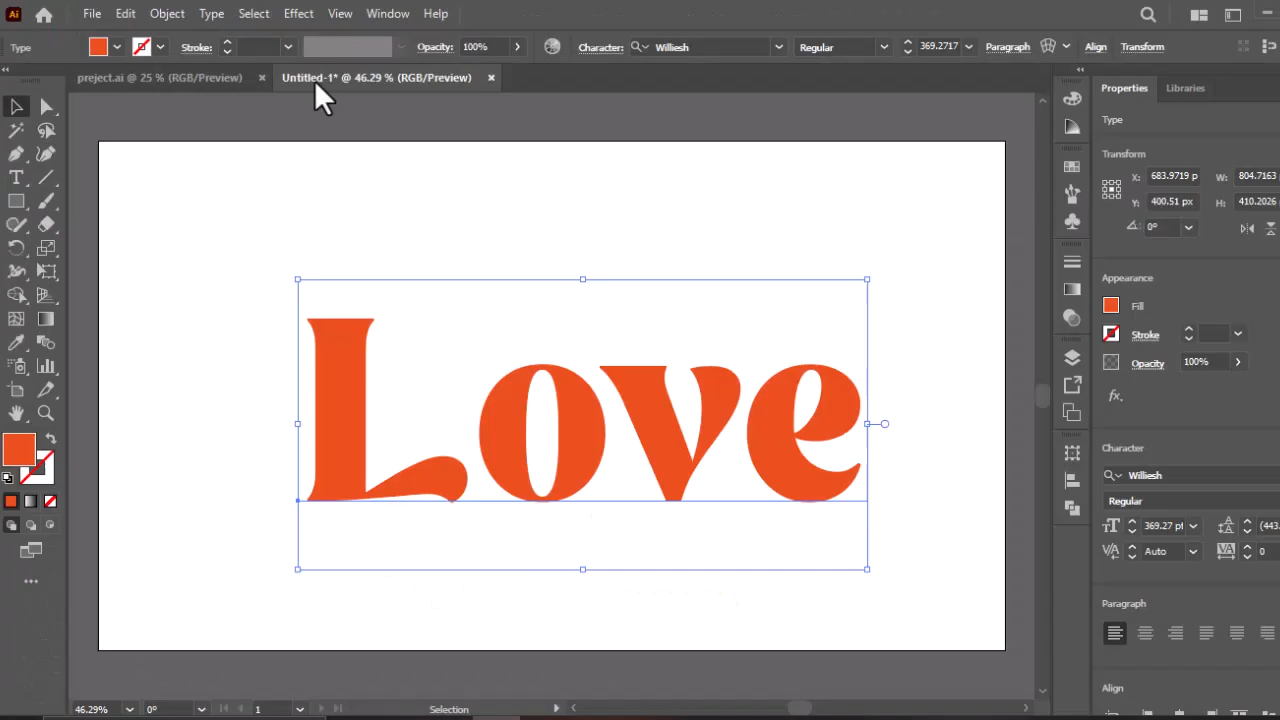 Ai File Edit Object Type Select Effect View Window Help
Type Stroke: Opacity: 100% Character: Williesh Regular 369.2717 Paragraph Align Transform
preject.ai @ 25 % (RGB/Preview) × Untitled-1* @ 46.29 % (RGB/Preview) ×
Properties Libraries
Type
Transform
X: 683.9719 p W: 804.7163
Y: 400.51 px H: 410.2026
0°
Appearance
Fill
Stroke
Opacity 100%
fx.
Character
Williesh
Regular
369.27 pt (443.
Auto 0
Paragraph
Align
Love
46.29% 0° 1 Selection